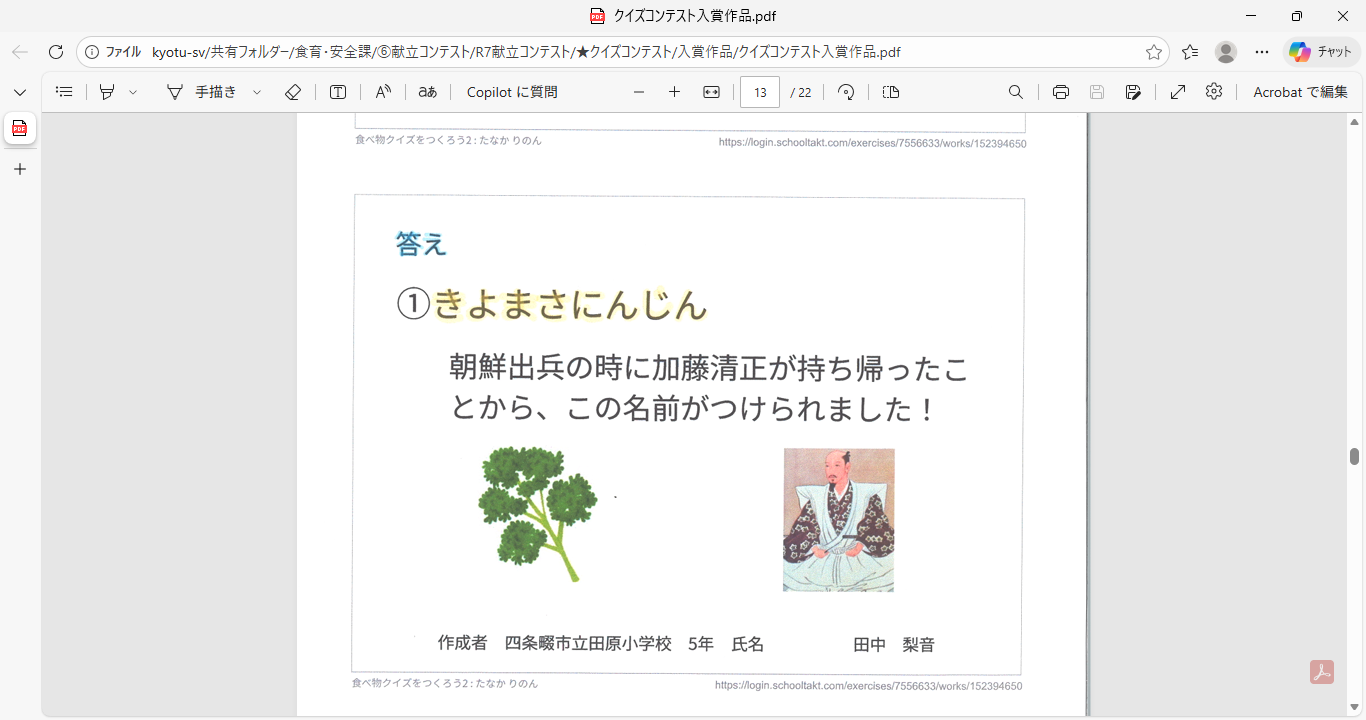 クイズコンテスト入賞作品.pdf
ファイル kyotu-sv/共有フォルダー/食育・安全課/⑥献立コンテスト/R7献立コンテスト/★クイズコンテスト/入賞作品/クイズコンテスト入賞作品.pdf
チャット
手描き
aあ
Copilot に質問
13 / 22
Acrobat で編集
食べ物クイズをつくろう2 : たなか りのん
https://login.schooltakt.com/exercises/7556633/works/152394650
答え
①きよまさにんじん
朝鮮出兵の時に加藤清正が持ち帰ったこ
とから、この名前がつけられました！
作成者 四条畷市立田原小学校 5年 氏名 田中 梨音
食べ物クイズをつくろう2 : たなか りのん
https://login.schooltakt.com/exercises/7556633/works/152394650